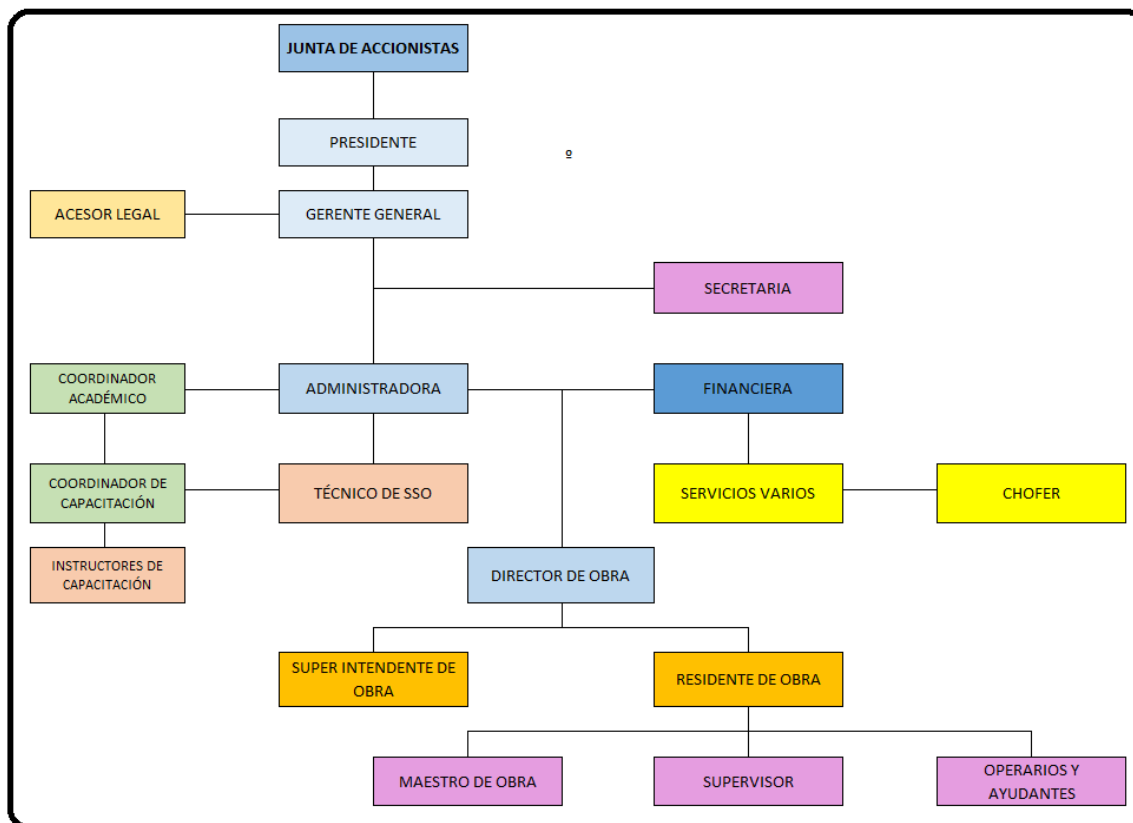 JUNTA DE ACCIONISTAS
PRESIDENTE
º
ACESOR LEGAL
GERENTE GENERAL
SECRETARIA
COORDINADOR
ACADÉMICO
ADMINISTRADORA
FINANCIERA
COORDINADOR DE
CAPACITACIÓN
TÉCNICO DE SSO
SERVICIOS VARIOS
CHOFER
INSTRUCTORES DE
CAPACITACIÓN
DIRECTOR DE OBRA
SUPER INTENDENTE DE
OBRA
RESIDENTE DE OBRA
MAESTRO DE OBRA
SUPERVISOR
OPERARIOS Y
AYUDANTES